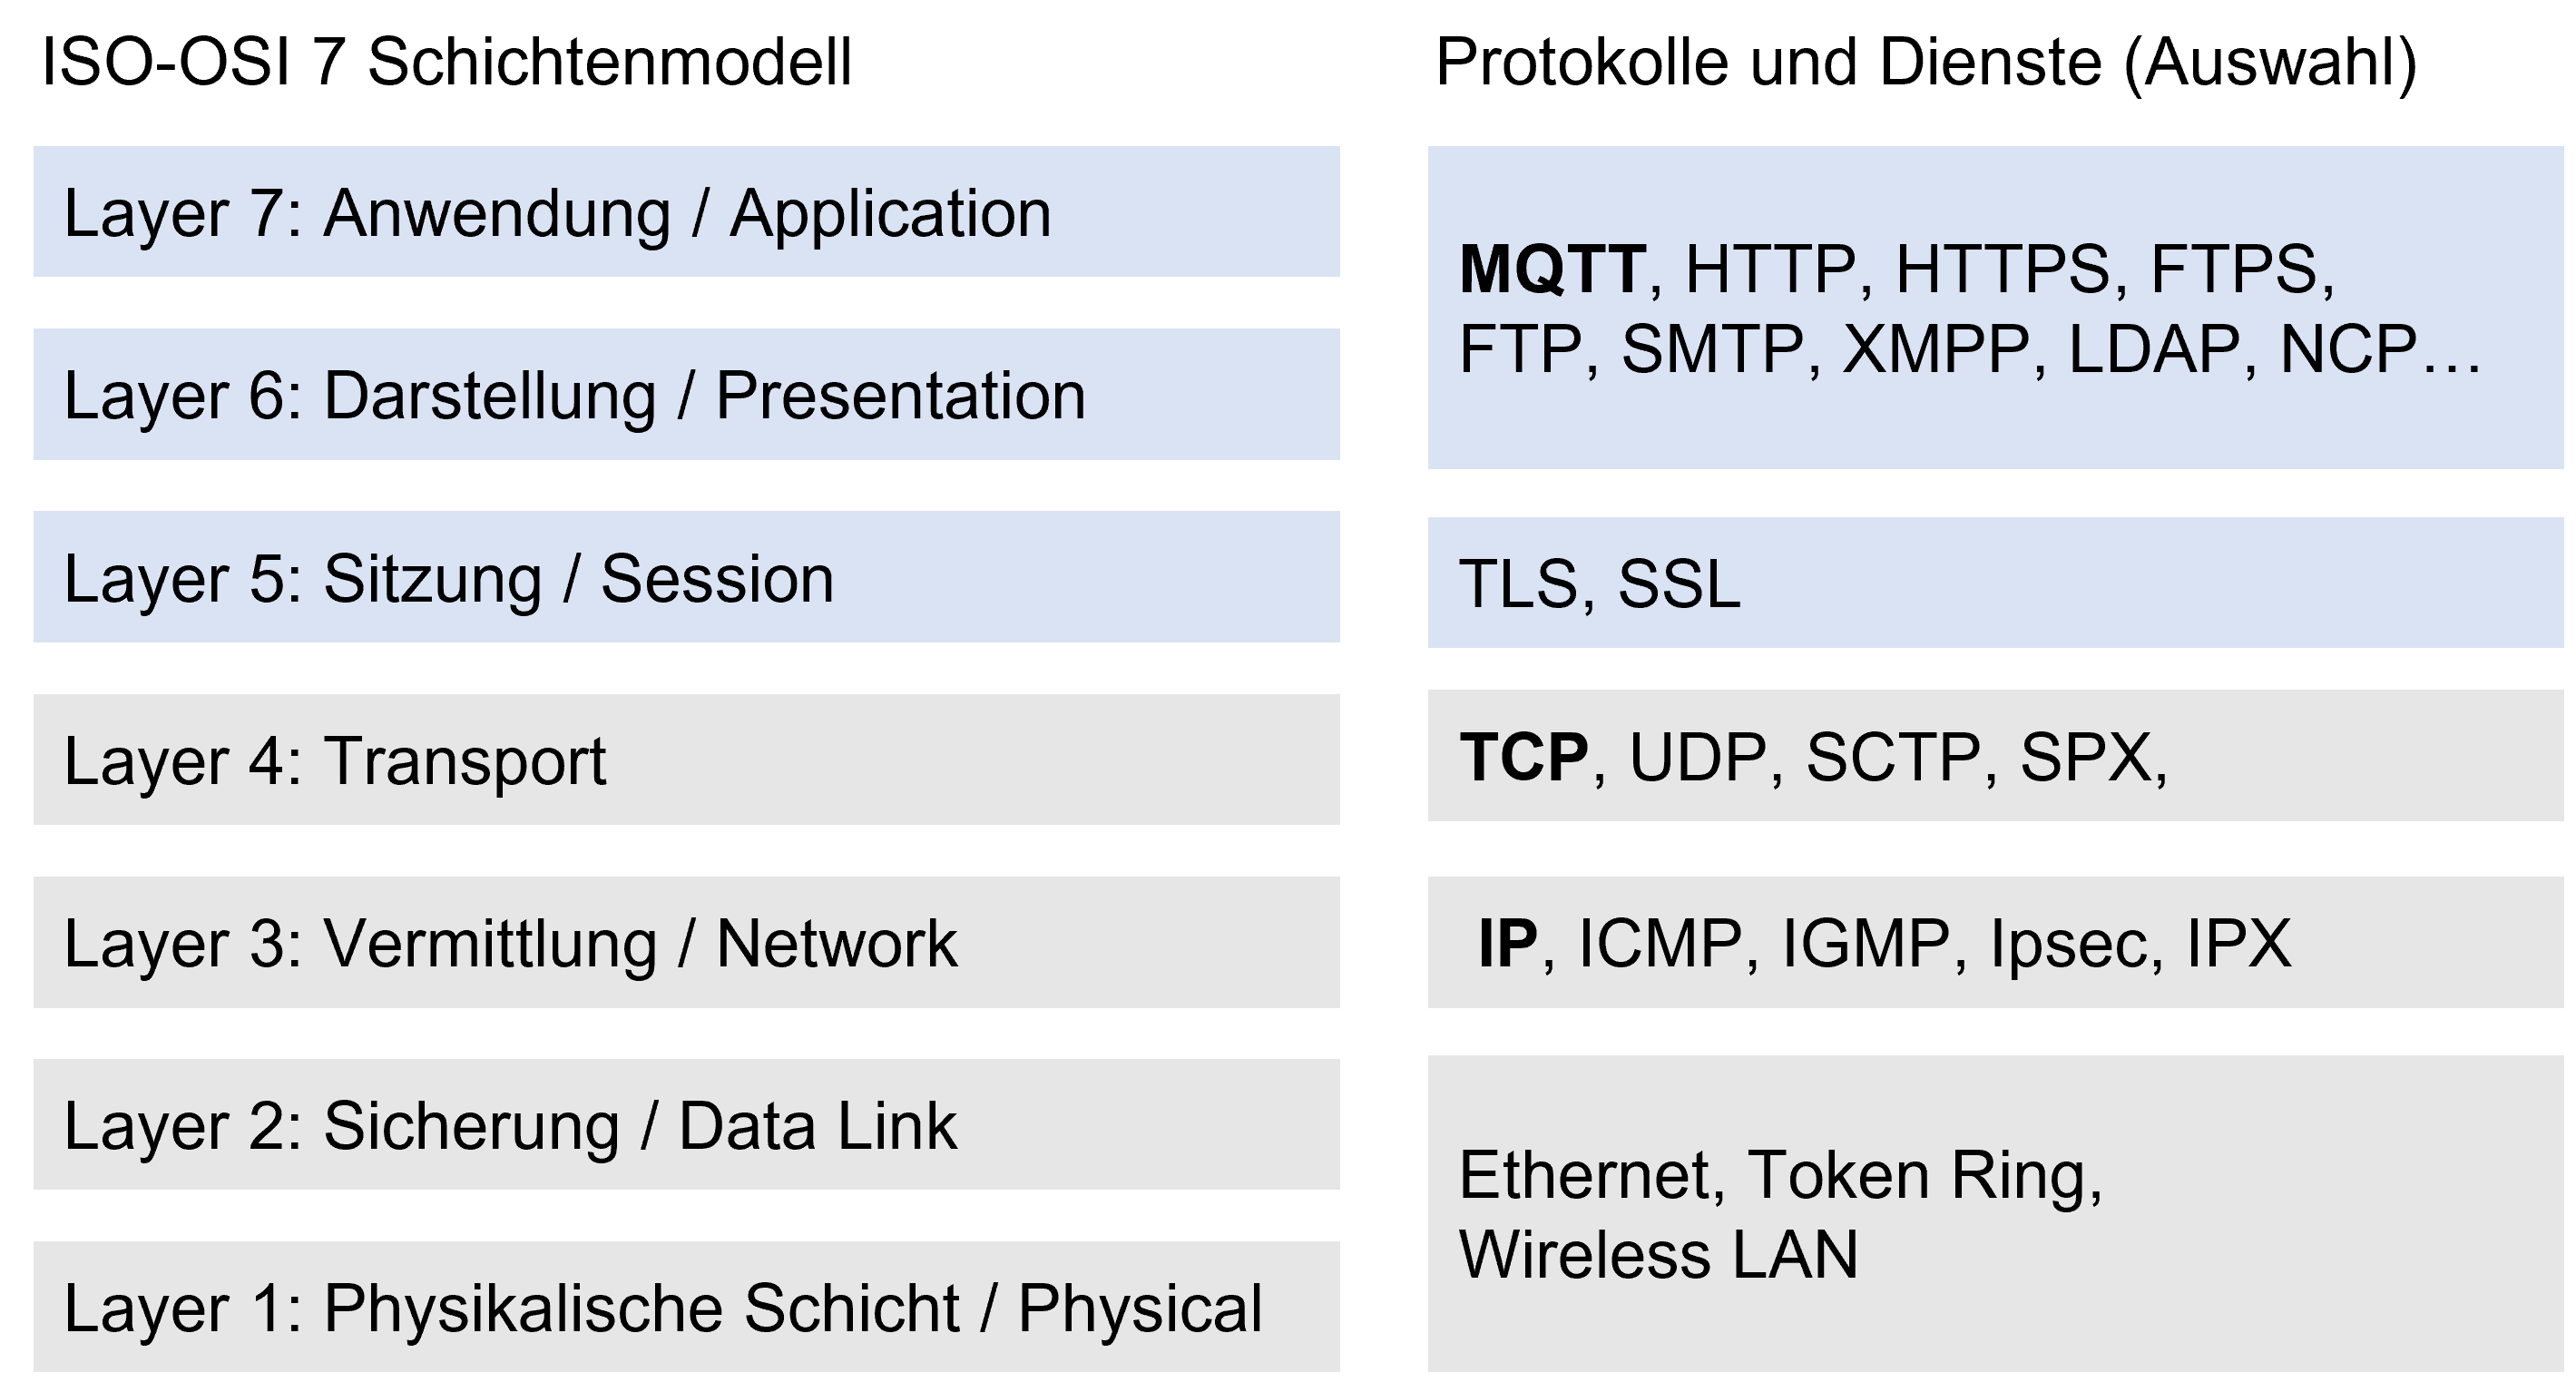 ISO-OSI 7 Schichtenmodell
Layer 7: Anwendung / Application
Layer 6: Darstellung / Presentation
Layer 5: Sitzung / Session
Layer 4: Transport
Layer 3: Vermittlung / Network
Layer 2: Sicherung / Data Link
Layer 1: Physikalische Schicht / Physical
Protokolle und Dienste (Auswahl)
MQTT, HTTP, HTTPS, FTPS,
FTP, SMTP, XMPP, LDAP, NCP…
TLS, SSL
TCP, UDP, SCTP, SPX,
IP, ICMP, IGMP, Ipsec, IPX
Ethernet, Token Ring,
Wireless LAN